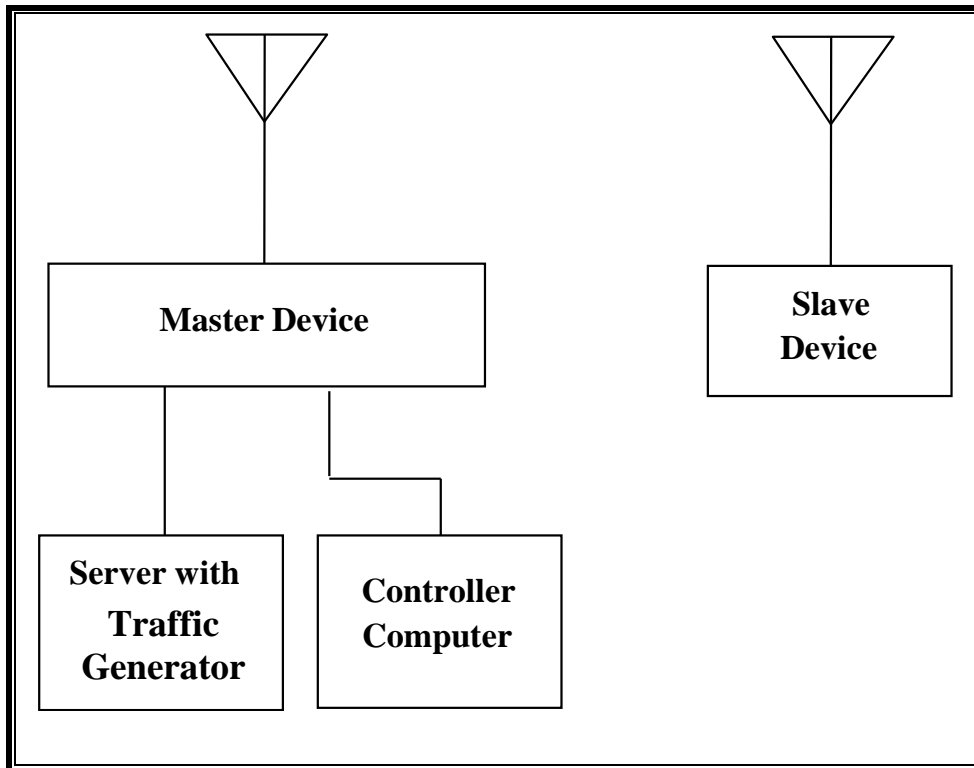 Master Device
Slave
Device
Server with
Traffic
Generator
Controller
Computer